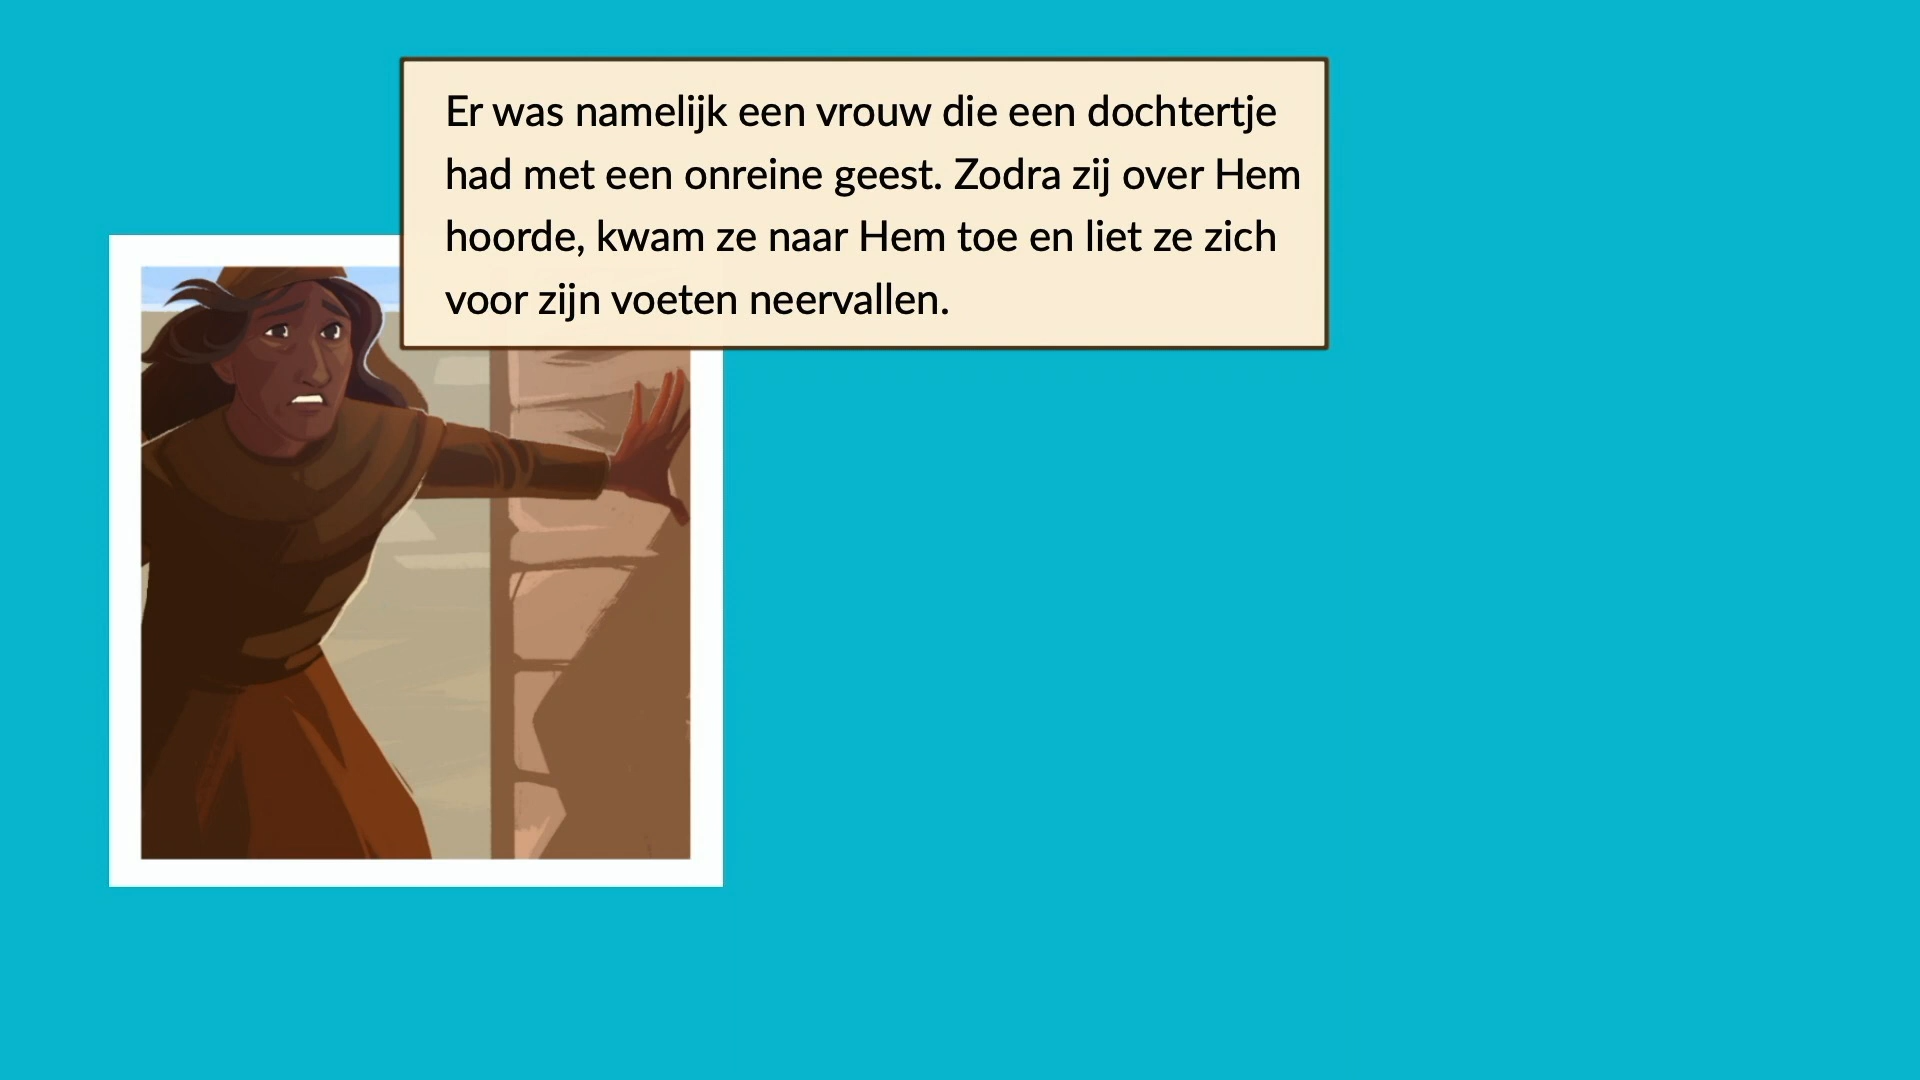 Er was namelijk een vrouw die een dochtertje
had met een onreine geest. Zodra zij over Hem
hoorde, kwam ze naar Hem toe en liet ze zich
voor zijn voeten neervallen.